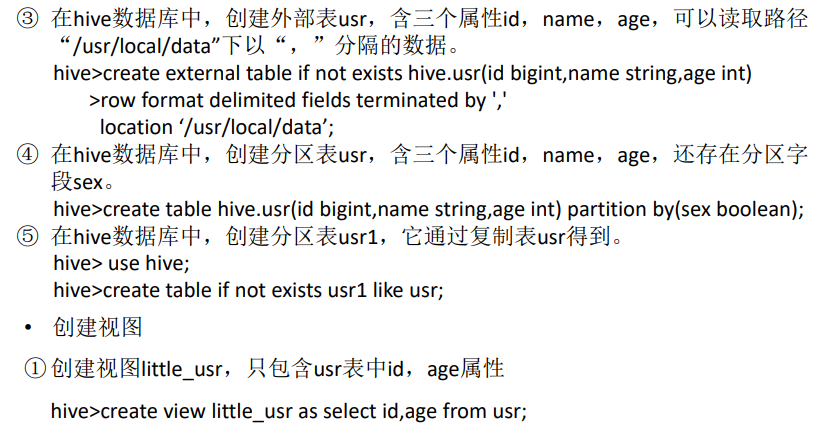 ③ 在hive数据库中，创建外部表usr，含三个属性id，name，age，可以读取路径
“/usr/local/data”下以“，”分隔的数据。
hive>create external table if not exists hive.usr(id bigint,name string,age int)
>row format delimited fields terminated by ','
location ‘/usr/local/data’;
④ 在hive数据库中，创建分区表usr，含三个属性id，name，age，还存在分区字
段sex。
hive>create table hive.usr(id bigint,name string,age int) partition by(sex boolean);
⑤ 在hive数据库中，创建分区表usr1，它通过复制表usr得到。
hive> use hive;
hive>create table if not exists usr1 like usr;
• 创建视图
① 创建视图little_usr，只包含usr表中id，age属性
hive>create view little_usr as select id,age from usr;